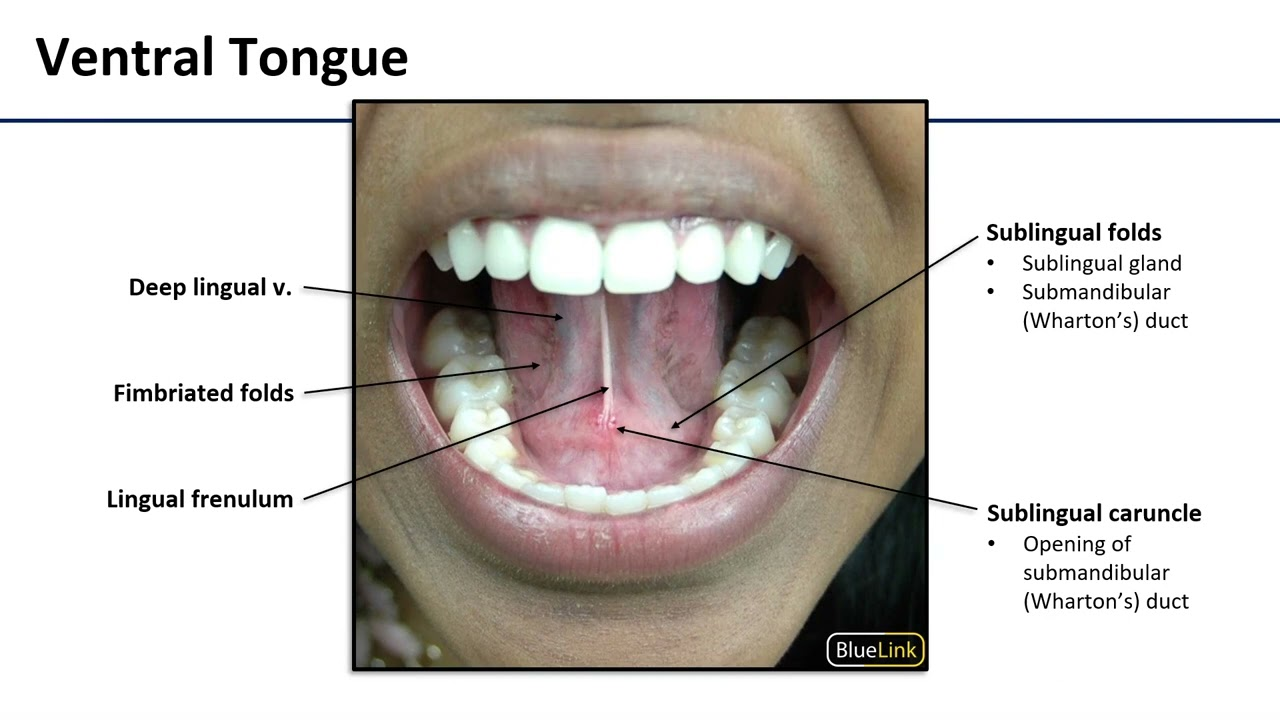 Ventral Tongue
Deep lingual v.
Fimbriated folds
Lingual frenulum
Sublingual folds
• Sublingual gland
• Submandibular
(Wharton’s) duct
Sublingual caruncle
• Opening of
submandibular
(Wharton’s) duct
BlueLink